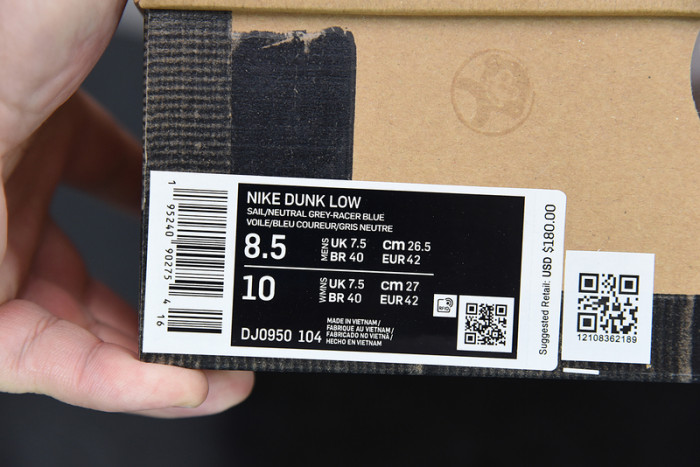 NIKE DUNK LOW
SAIL/NEUTRAL GREY-RACER BLUE
VOILE/BLEU COUREUR/GRIS NEUTRE
8.5 MENS UK 7.5 cm 26.5
BR 40 EUR 42
10 WMNS UK 7.5 cm 27
BR 40 EUR 42
MADE IN VIETNAM/
FABRIQUE AU VIETNAM/
FABRICADO NO VIETNÃ/
HECHO EN VIETNAM
DJ0950 104
RFID
1 95240 90275 4 16
Suggested Retail: USD $180.00
12108362189